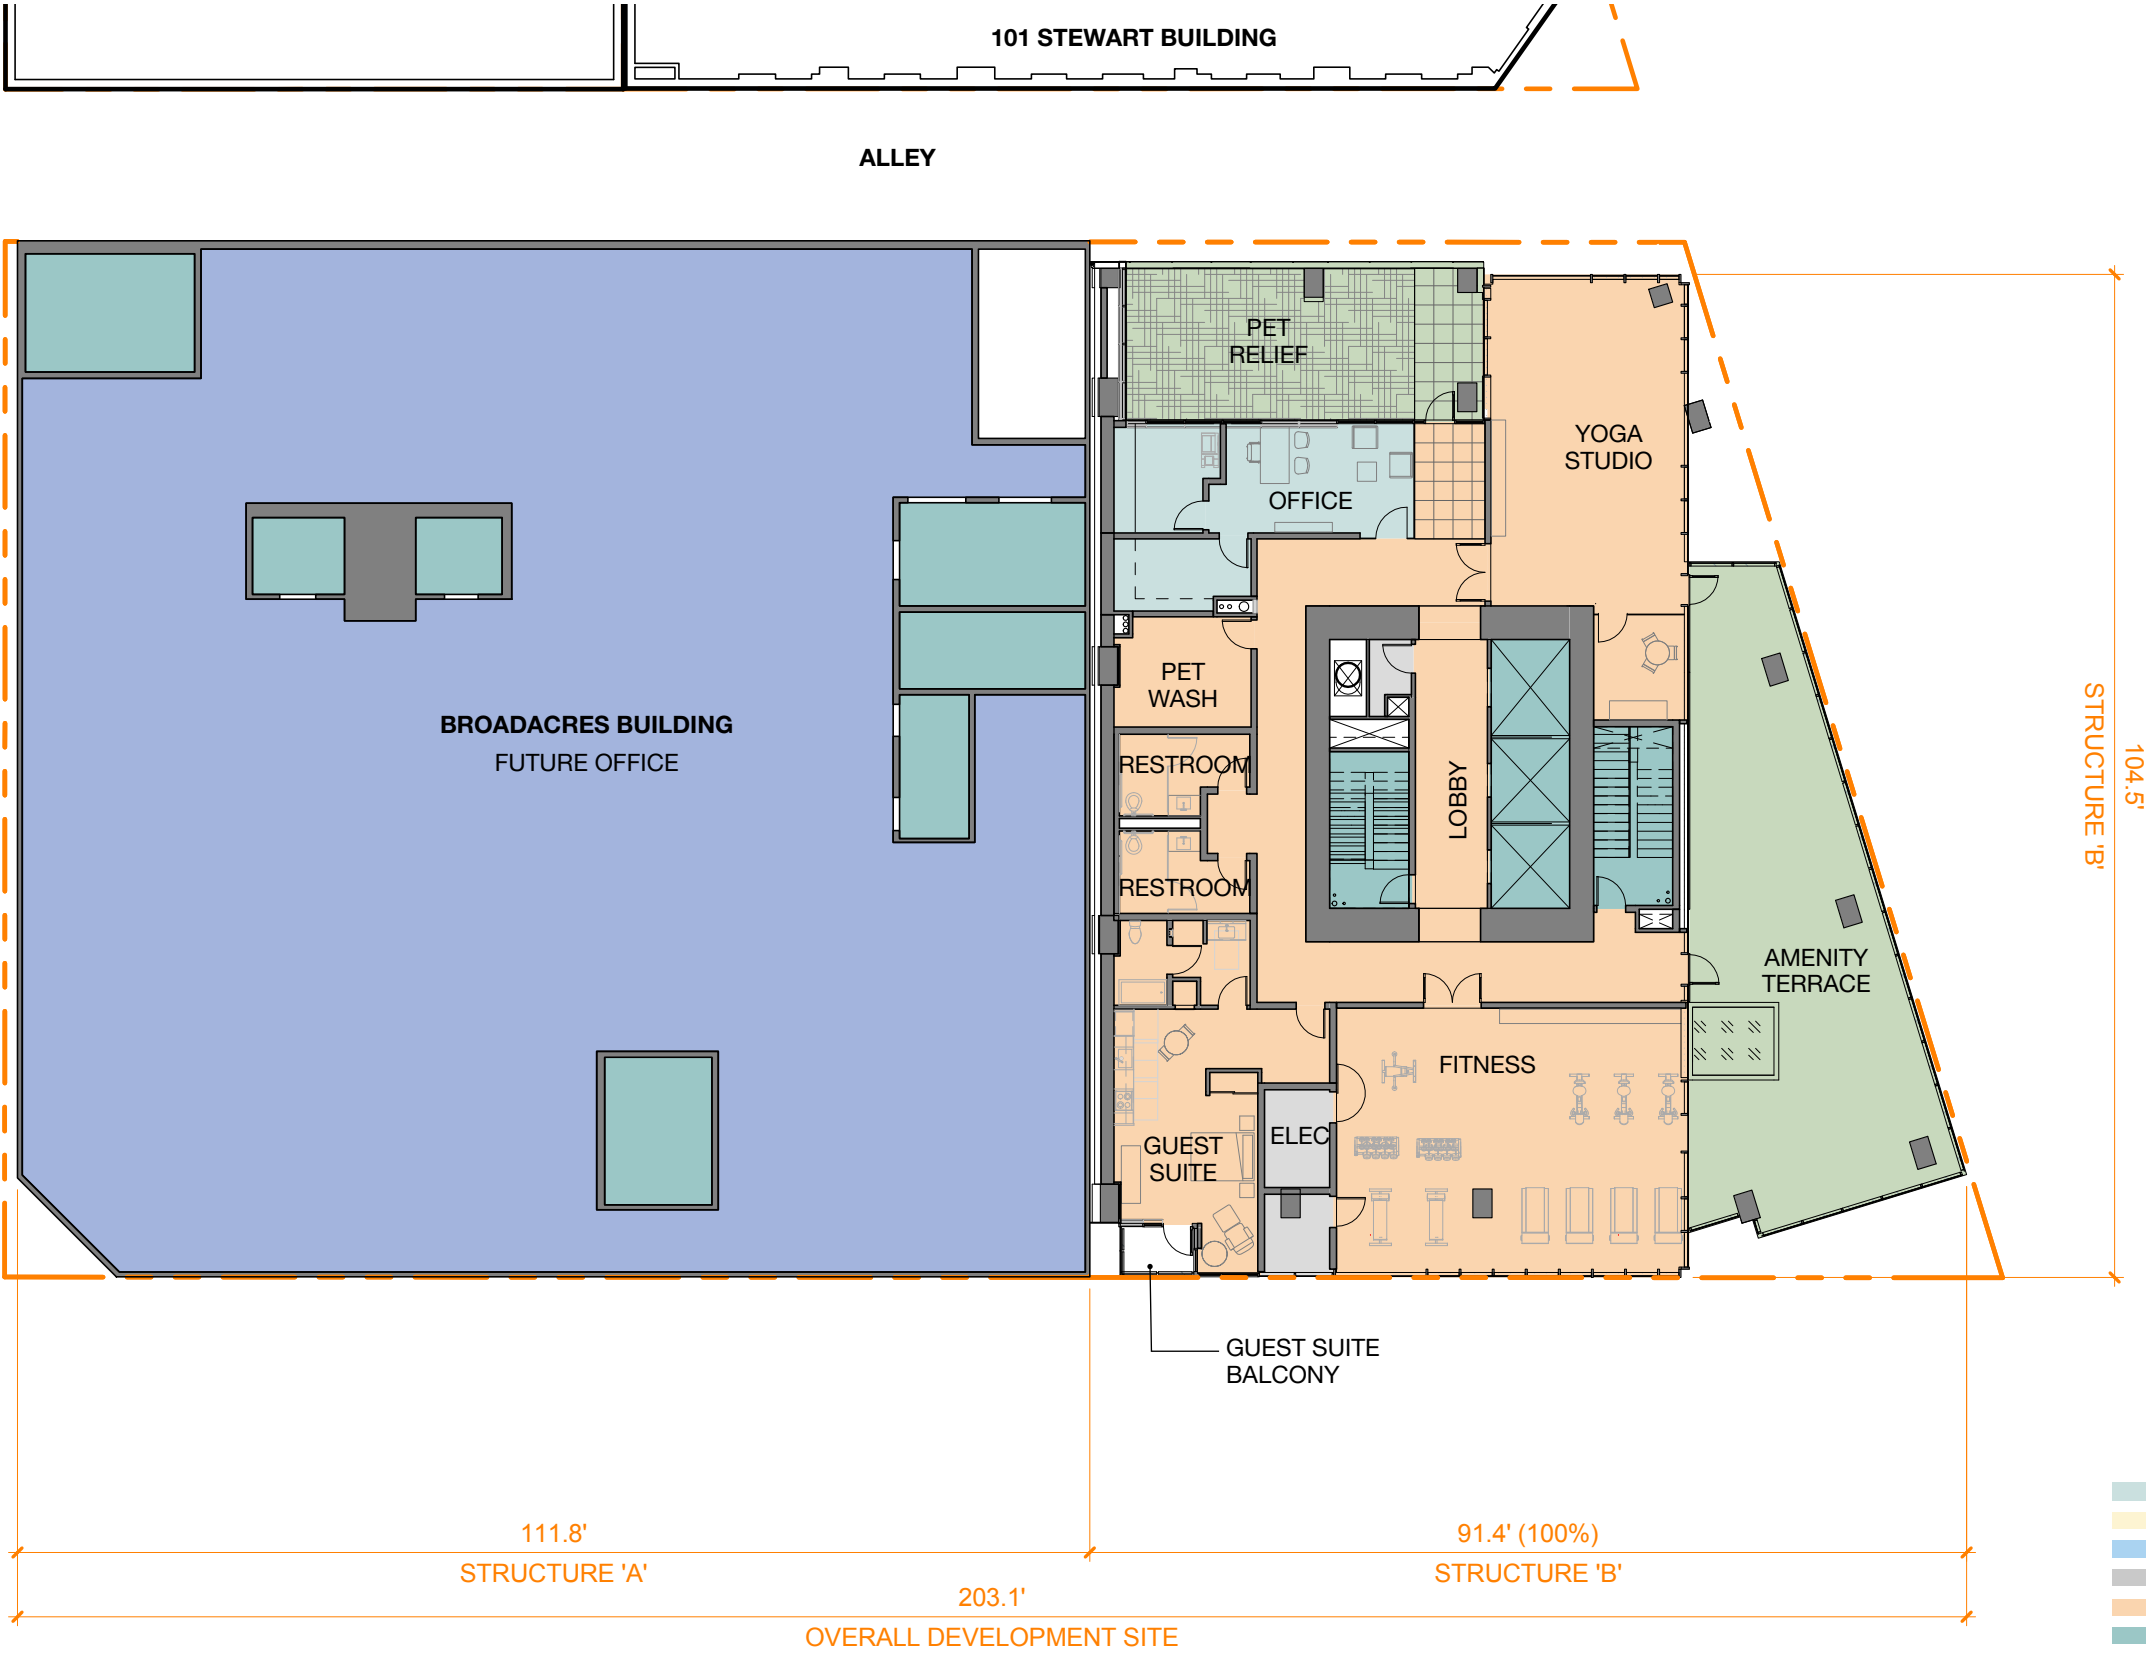 101 STEWART BUILDING
ALLEY
PET
RELIEF
YOGA
STUDIO
OFFICE
PET
WASH
BROADACRES BUILDING
FUTURE OFFICE
RESTROOM
LOBBY
RESTROOM
104.5'
STRUCTURE 'B'
AMENITY
TERRACE
FITNESS
ELEC
GUEST
SUITE
GUEST SUITE
BALCONY
111.8'
STRUCTURE 'A'
91.4' (100%)
STRUCTURE 'B'
203.1'
OVERALL DEVELOPMENT SITE